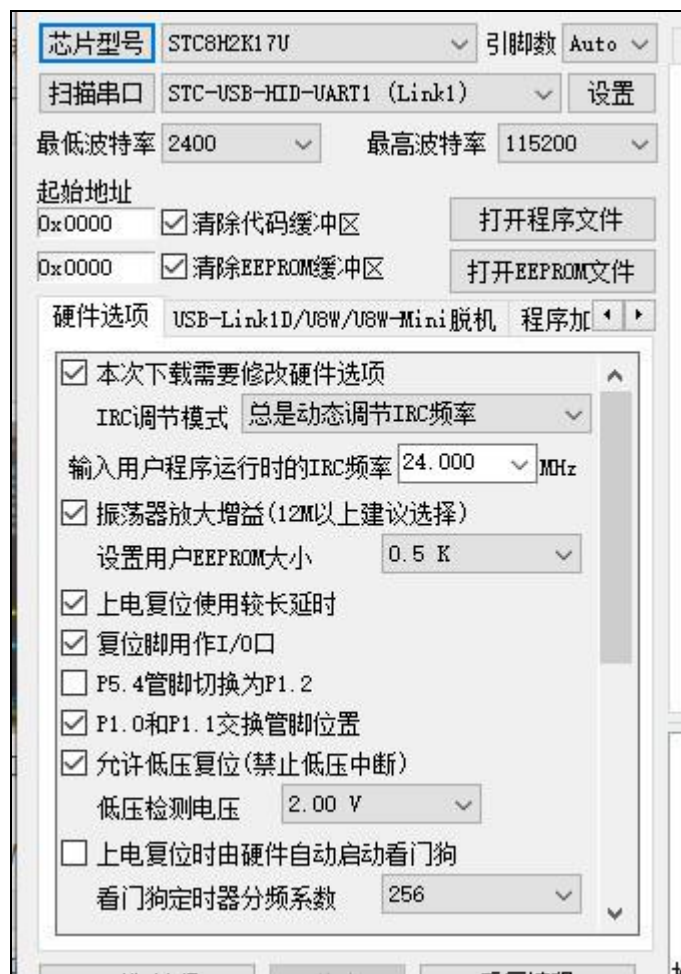 芯片型号 STC8H2K17U 引脚数 Auto
扫描串口 STC-USB-HID-UART1 (Link1) 设置
最低波特率 2400 最高波特率 115200
起始地址
0x0000 清除代码缓冲区 打开程序文件
0x0000 清除EEPROM缓冲区 打开EEPROM文件
硬件选项 USB-Link1D/U8W/U8W-Mini脱机 程序加
本次下载需要修改硬件选项
IRC调节模式 总是动态调节IRC频率
输入用户程序运行时的IRC频率 24.000 MHz
振荡器放大增益(12M以上建议选择)
设置用户EEPROM大小 0.5 K
上电复位使用较长延时
复位脚用作I/O口
P5.4管脚切换为P1.2
P1.0和P1.1交换管脚位置
允许低压复位(禁止低压中断)
低压检测电压 2.00 V
上电复位时由硬件自动启动看门狗
看门狗定时器分频系数 256